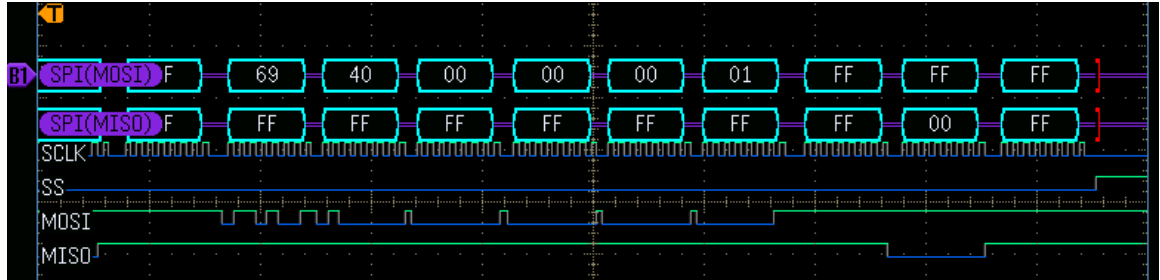 T
B1 SPI(MOSI) F 69 40 00 00 00 01 FF FF FF
SPI(MISO) F FF FF FF FF FF FF FF 00 FF
SCLK
SS
MOSI
MISO